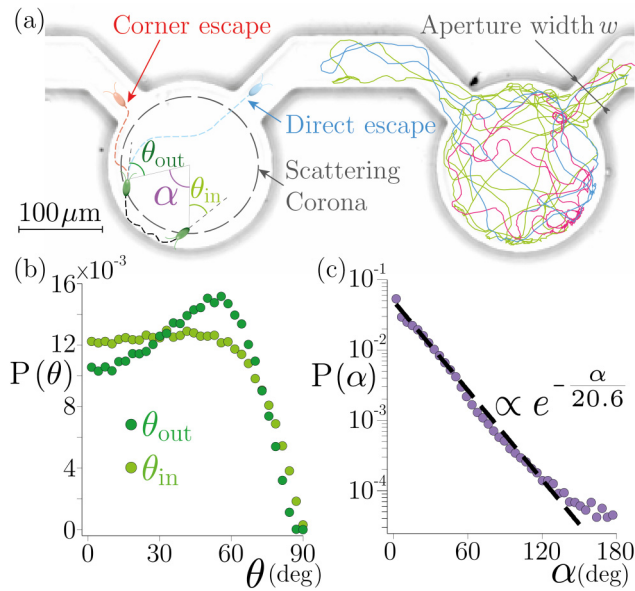 (a)
Corner escape
Aperture width w
Direct escape
θout
α
θin
Scattering
Corona
100 μm
(b)
16 ×10⁻³
12
8
4
0
P(θ)
θout
θin
0
30
60
90
θ (deg)
(c)
10⁻¹
10⁻²
10⁻³
10⁻⁴
P(α)
∝ e^(-α/20.6)
0
60
120
180
α (deg)